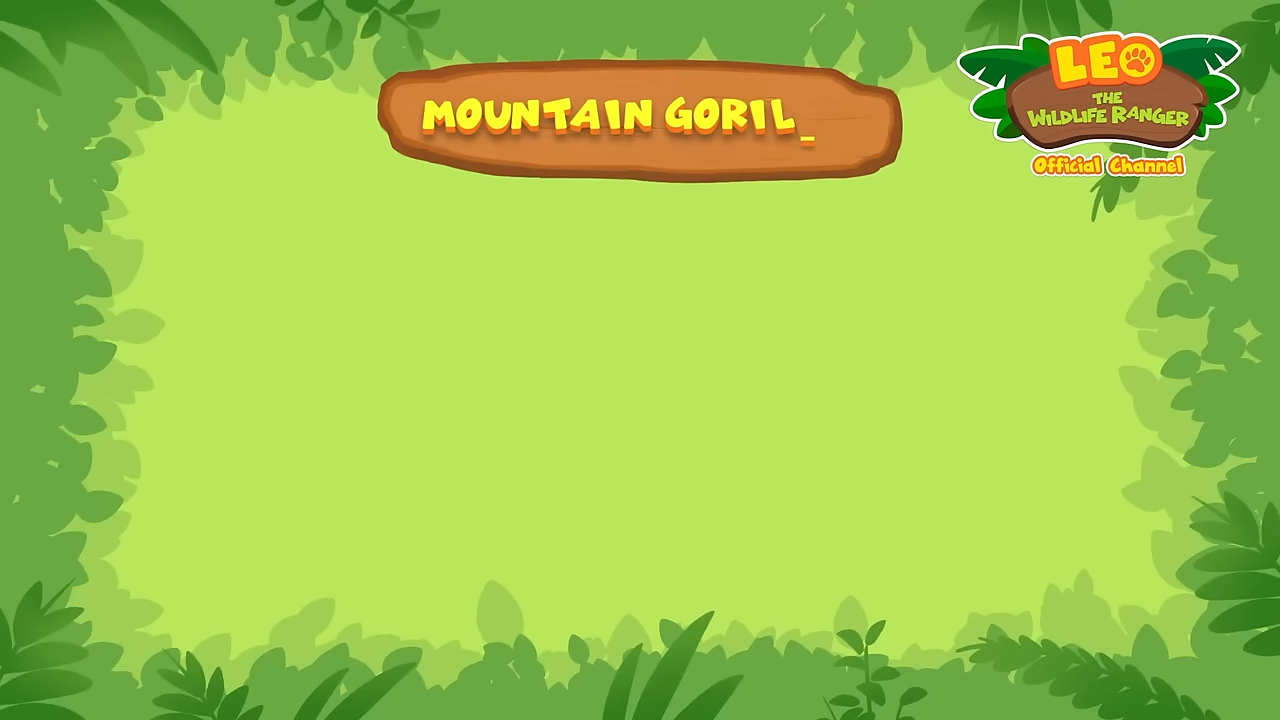 MOUNTAIN GORIL_
LEO
THE
WILDLIFE RANGER
Official Channel